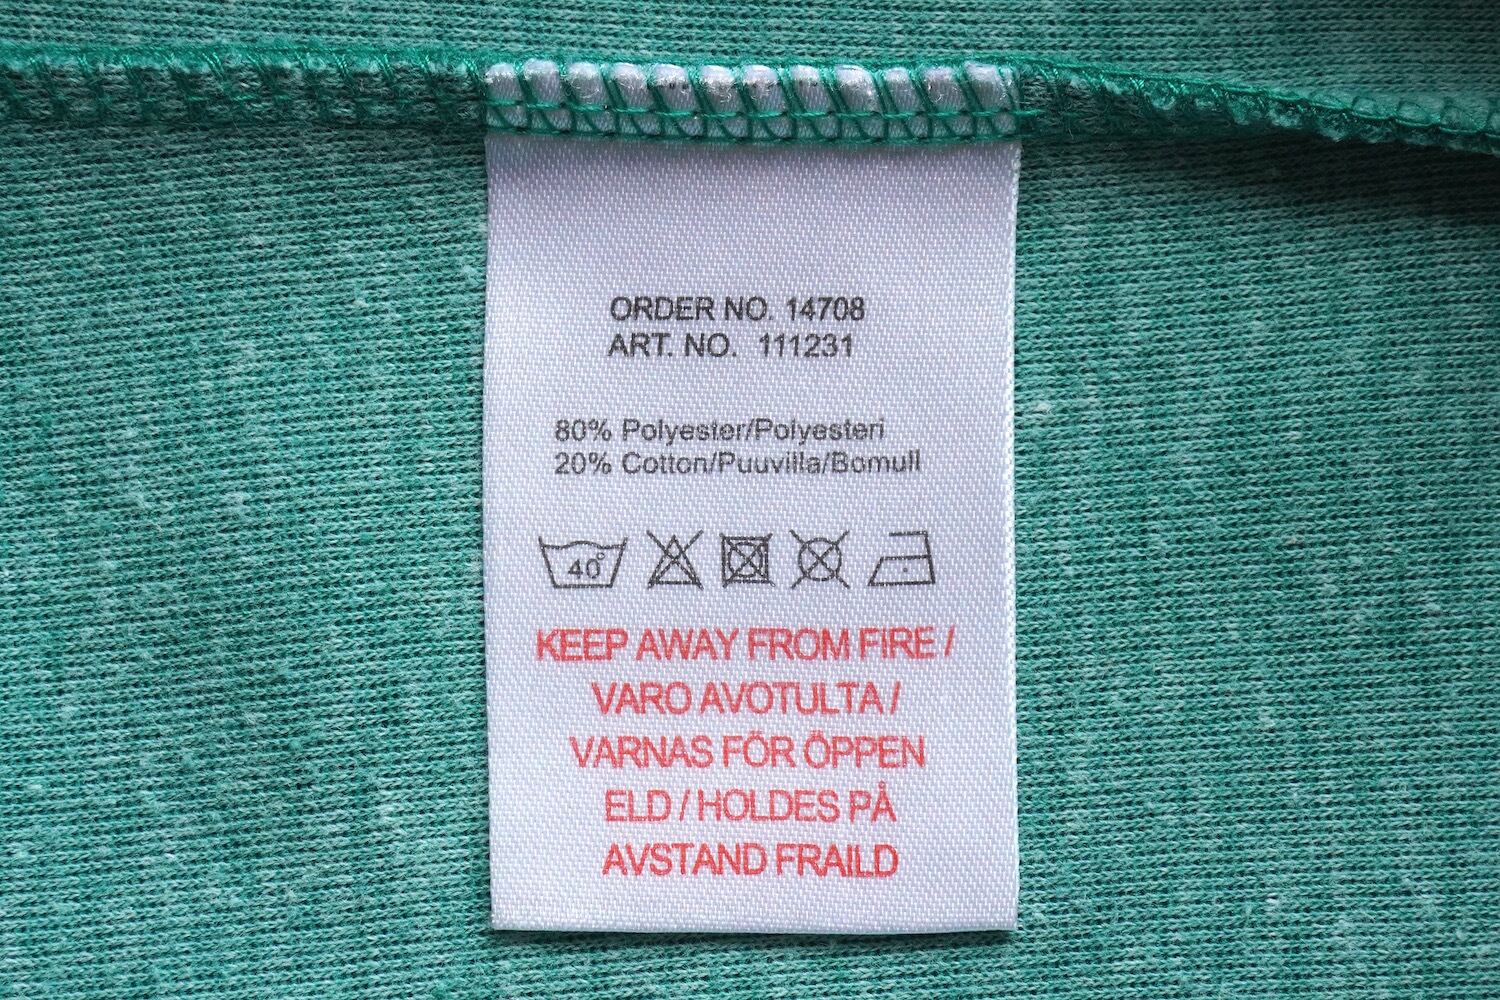 ORDER NO. 14708
ART. NO. 111231
80% Polyester/Polyesteri
20% Cotton/Puuvilla/Bomull
40°
KEEP AWAY FROM FIRE /
VARO AVOTULTA /
VARNAS FÖR ÖPPEN
ELD / HOLDES PÅ
AVSTAND FRAILD